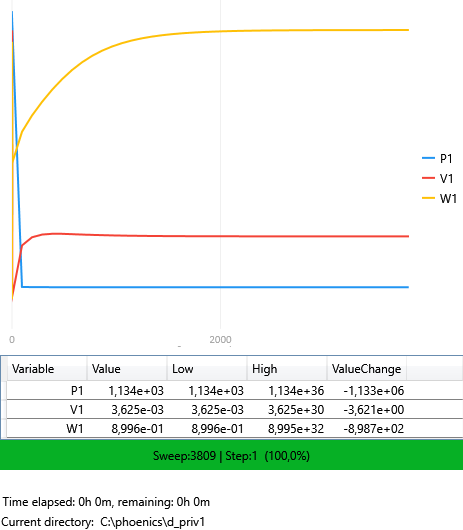 P1
V1
W1
0 2000
Variable Value Low High ValueChange
P1 1,134e+03 1,134e+03 1,134e+36 -1,133e+06
V1 3,625e-03 3,625e-03 3,625e+30 -3,621e+00
W1 8,996e-01 8,996e-01 8,995e+32 -8,987e+02
Sweep:3809 | Step:1 (100,0%)
Time elapsed: 0h 0m, remaining: 0h 0m
Current directory: C:\phoenics\d_priv1